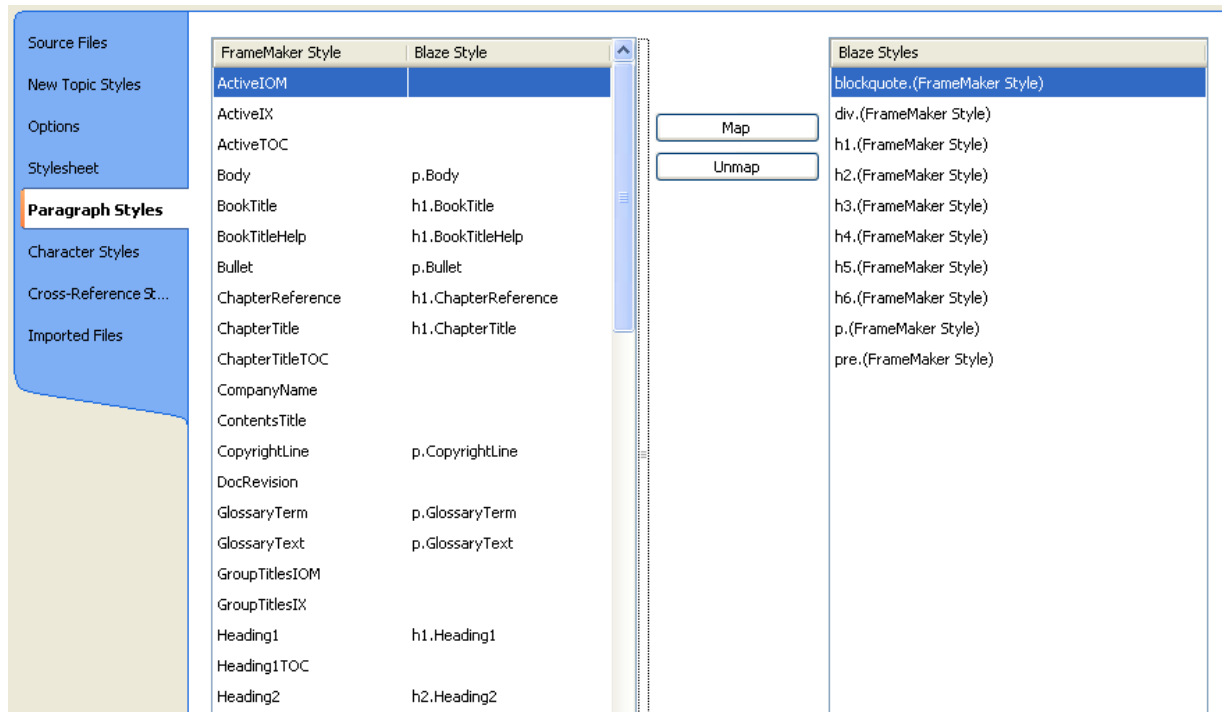 Source Files
New Topic Styles
Options
Stylesheet
Paragraph Styles
Character Styles
Cross-Reference St...
Imported Files
FrameMaker Style Blaze Style
ActiveIOM
ActiveIX
ActiveTOC
Body p.Body
BookTitle h1.BookTitle
BookTitleHelp h1.BookTitleHelp
Bullet p.Bullet
ChapterReference h1.ChapterReference
ChapterTitle h1.ChapterTitle
ChapterTitleTOC
CompanyName
ContentsTitle
CopyrightLine p.CopyrightLine
DocRevision
GlossaryTerm p.GlossaryTerm
GlossaryText p.GlossaryText
GroupTitlesIOM
GroupTitlesIX
Heading1 h1.Heading1
Heading1TOC
Heading2 h2.Heading2
Map
Unmap
Blaze Styles
blockquote.(FrameMaker Style)
div.(FrameMaker Style)
h1.(FrameMaker Style)
h2.(FrameMaker Style)
h3.(FrameMaker Style)
h4.(FrameMaker Style)
h5.(FrameMaker Style)
h6.(FrameMaker Style)
p.(FrameMaker Style)
pre.(FrameMaker Style)